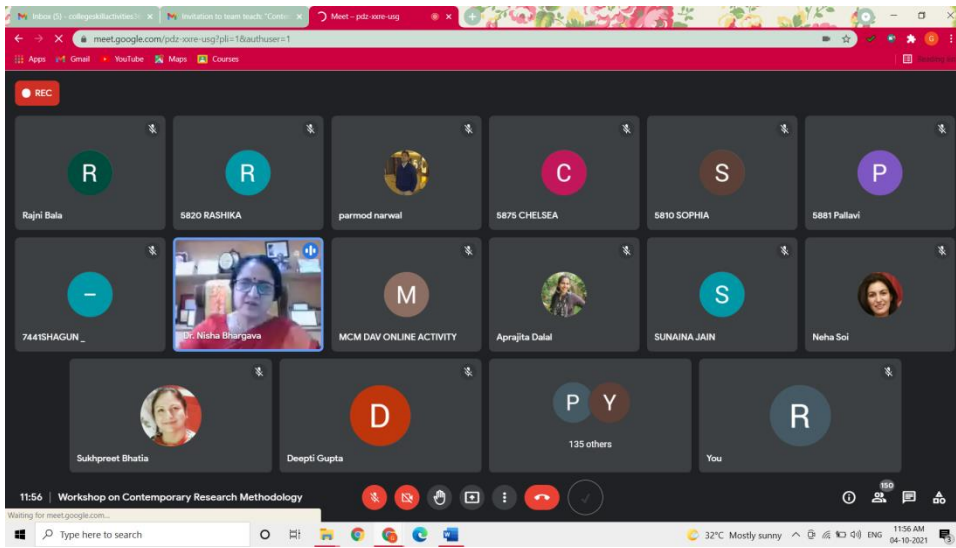 Inbox (5) - collegeskillactivities
Invitation to team teach: "Conte
Meet – pdz-xxre-usg
meet.google.com/pdz-xxre-usg?pli=1&authuser=1
G
Apps
Gmail
YouTube
Maps
Courses
REC
R
R
C
S
P
Rajni Bala
5820 RASHIKA
parmod narwal
5875 CHELSEA
5810 SOPHIA
5881 Pallavi
–
M
S
7441SHAGUN _
Dr. Nisha Bhargava
MCM DAV ONLINE ACTIVITY
Aprajita Dalal
SUNAINA JAIN
Neha Soi
D
P Y
R
135 others
Sukhpreet Bhatia
Deepti Gupta
You
11:56 | Workshop on Contemporary Research Methodology
150
Waiting for meet.google.com...
Type here to search
32°C Mostly sunny
ENG
11:56 AM
04-10-2021
3